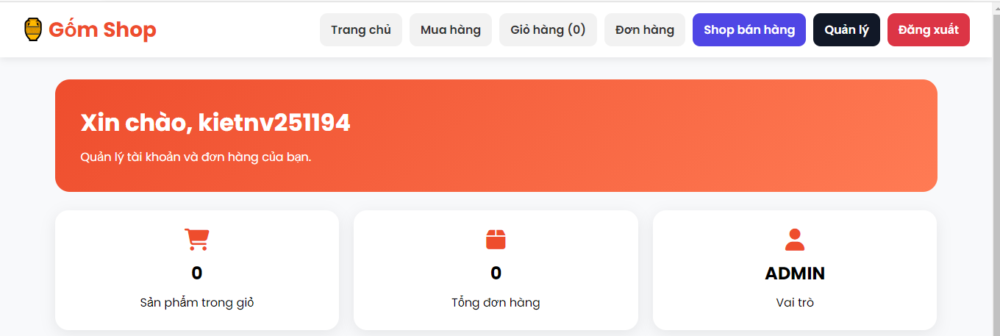 Gốm Shop
Trang chủ
Mua hàng
Giỏ hàng (0)
Đơn hàng
Shop bán hàng
Quản lý
Đăng xuất
Xin chào, kietnv251194
Quản lý tài khoản và đơn hàng của bạn.
0
Sản phẩm trong giỏ
0
Tổng đơn hàng
ADMIN
Vai trò